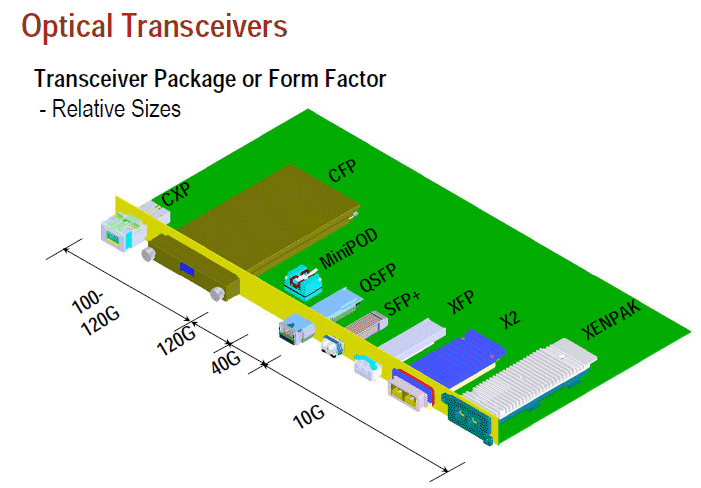 Optical Transceivers
Transceiver Package or Form Factor
- Relative Sizes
CXP
CFP
MiniPOD
QSFP
SFP+
XFP
X2
XENPAK
100-
120G
120G
40G
10G